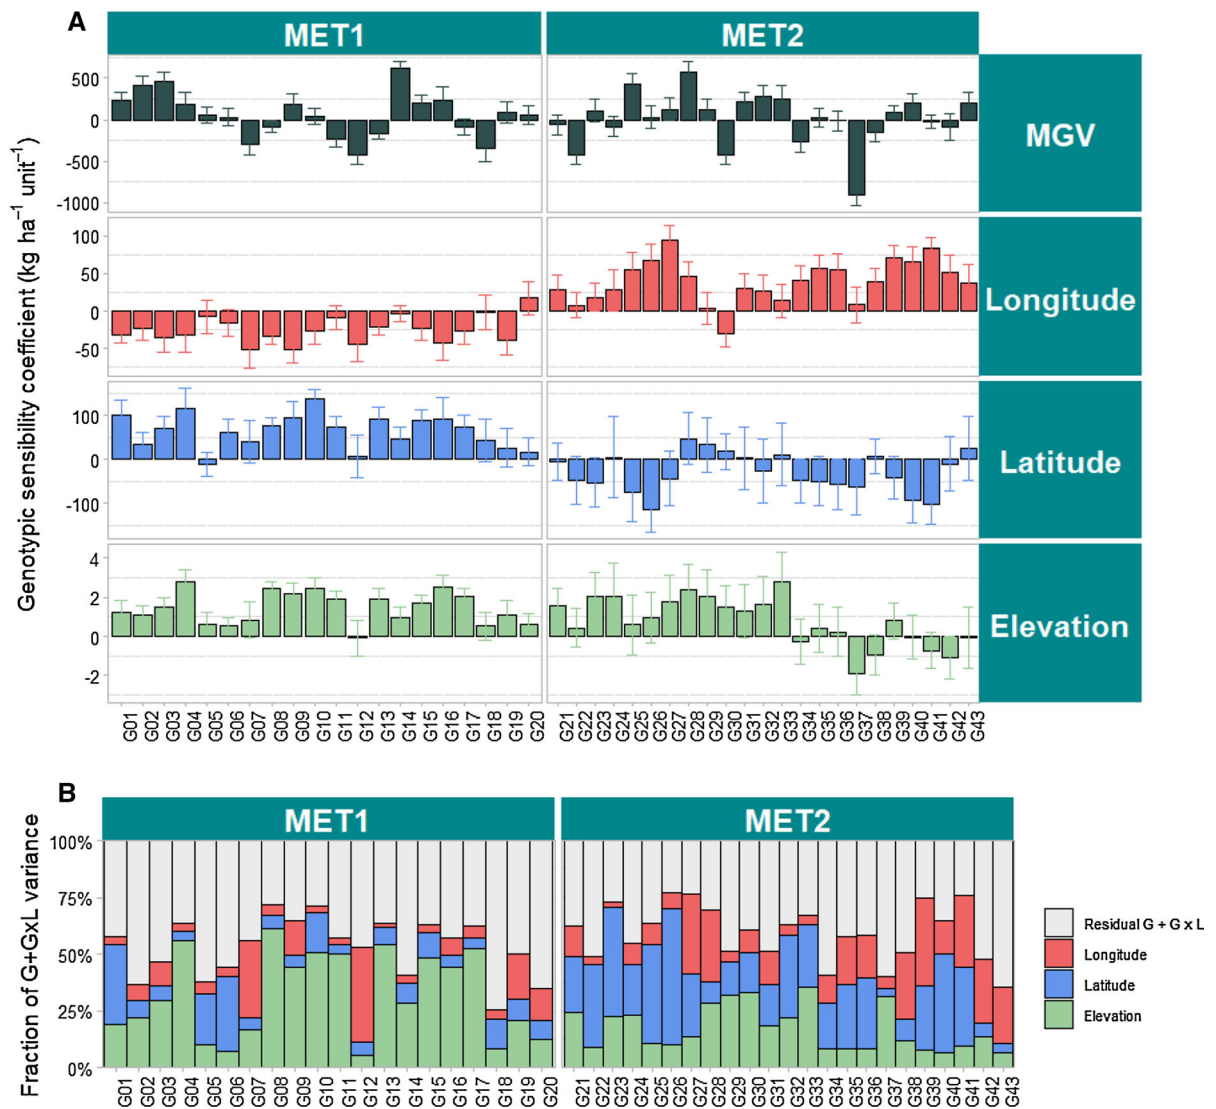 A
MET1 MET2
Genotypic sensibility coefficient (kg ha⁻¹ unit⁻¹)
500
0
-500
-1000
MGV
100
50
0
-50
Longitude
100
0
-100
Latitude
4
2
0
-2
Elevation
G01 G02 G03 G04 G05 G06 G07 G08 G09 G10 G11 G12 G13 G14 G15 G16 G17 G18 G19 G20 G21 G22 G23 G24 G25 G26 G27 G28 G29 G30 G31 G32 G33 G34 G35 G36 G37 G38 G39 G40 G41 G42 G43
B
MET1 MET2
Fraction of G+GxL variance
100%
75%
50%
25%
0%
Residual G + G x L
Longitude
Latitude
Elevation
G01 G02 G03 G04 G05 G06 G07 G08 G09 G10 G11 G12 G13 G14 G15 G16 G17 G18 G19 G20 G21 G22 G23 G24 G25 G26 G27 G28 G29 G30 G31 G32 G33 G34 G35 G36 G37 G38 G39 G40 G41 G42 G43